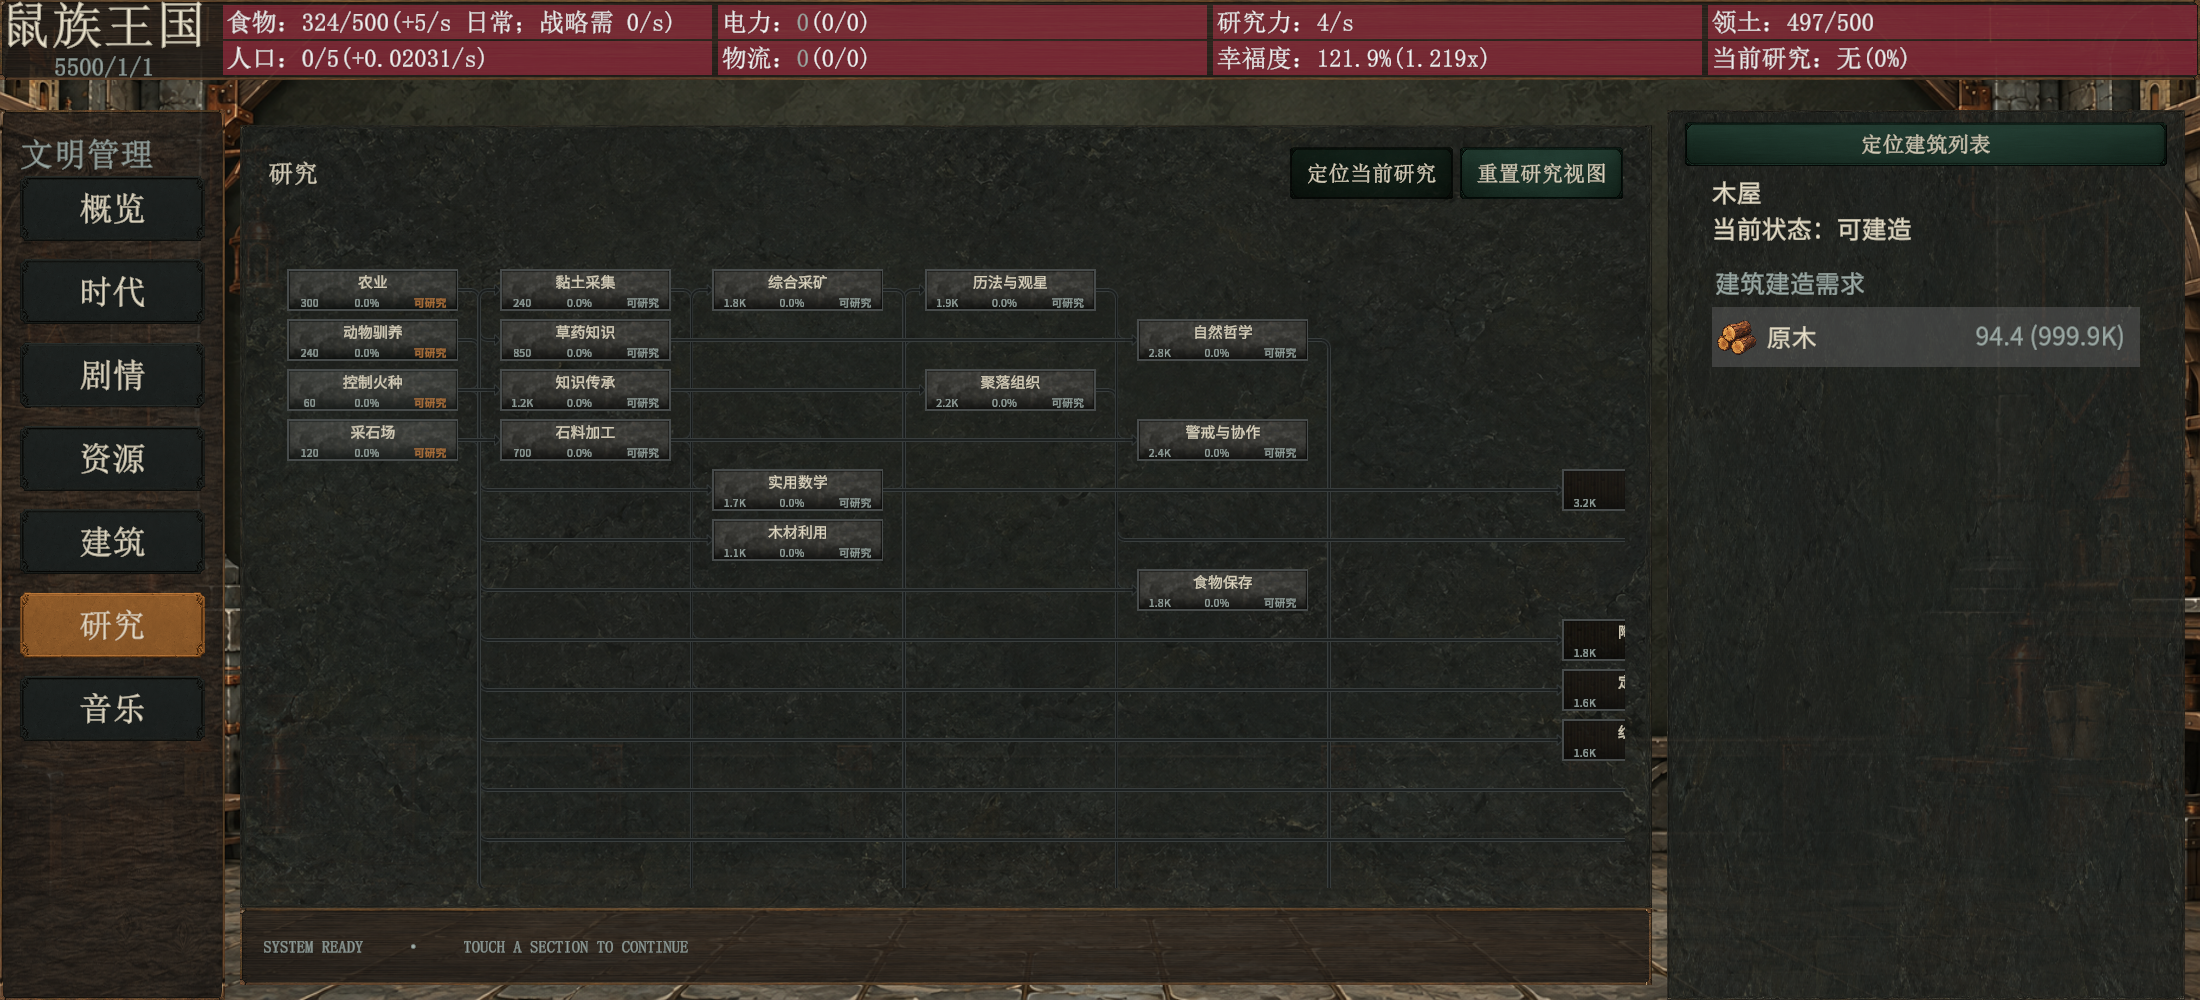 鼠族王国
5500/1/1
食物：324/500(+5/s 日常；战略需 0/s)
电力：0(0/0)
研究力：4/s
领土：497/500
人口：0/5(+0.02031/s)
物流：0(0/0)
幸福度：121.9%(1.219x)
当前研究：无(0%)
文明管理
概览
时代
剧情
资源
建筑
研究
音乐
研究
定位当前研究
重置研究视图
农业
300 0.0% 可研究
黏土采集
240 0.0% 可研究
综合采矿
1.8K 0.0% 可研究
历法与观星
1.9K 0.0% 可研究
动物驯养
240 0.0% 可研究
草药知识
850 0.0% 可研究
自然哲学
2.8K 0.0% 可研究
控制火种
60 0.0% 可研究
知识传承
1.2K 0.0% 可研究
聚落组织
2.2K 0.0% 可研究
采石场
120 0.0% 可研究
石料加工
700 0.0% 可研究
警戒与协作
2.4K 0.0% 可研究
实用数学
1.7K 0.0% 可研究
3.2K
木材利用
1.1K 0.0% 可研究
食物保存
1.8K 0.0% 可研究
1.8K
1.6K
1.6K
SYSTEM READY • TOUCH A SECTION TO CONTINUE
定位建筑列表
木屋
当前状态：可建造
建筑建造需求
原木 94.4 (999.9K)